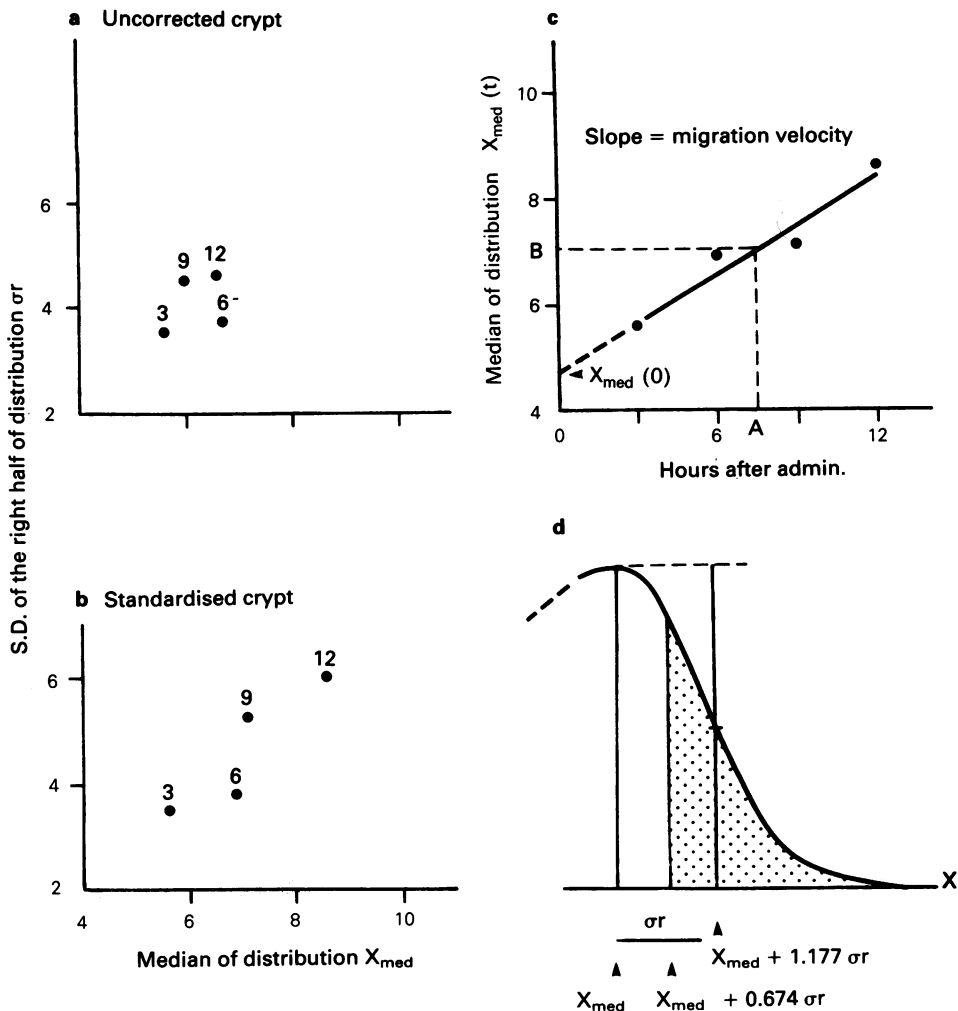 a Uncorrected crypt
S.D. of the right half of distribution σr
6
4
2
3
9
12
6-
b Standardised crypt
6
4
2
3
6
9
12
4
6
8
10
Median of distribution Xmed
c
Median of distribution Xmed (t)
10
8
B
6
4
Slope = migration velocity
Xmed (0)
0
6
A
12
Hours after admin.
d
X
σr
Xmed + 1.177 σr
Xmed
Xmed + 0.674 σr